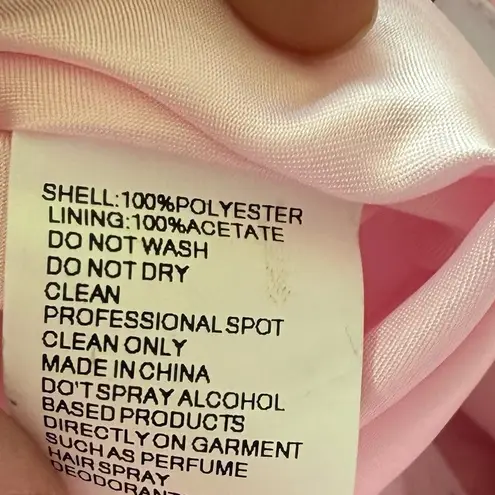 SHELL:100%POLYESTER
LINING:100%ACETATE
DO NOT WASH
DO NOT DRY
CLEAN
PROFESSIONAL SPOT
CLEAN ONLY
MADE IN CHINA
DO'T SPRAY ALCOHOL
BASED PRODUCTS
DIRECTLY ON GARMENT
SUCH AS PERFUME
HAIR SPRAY
DEODORANT